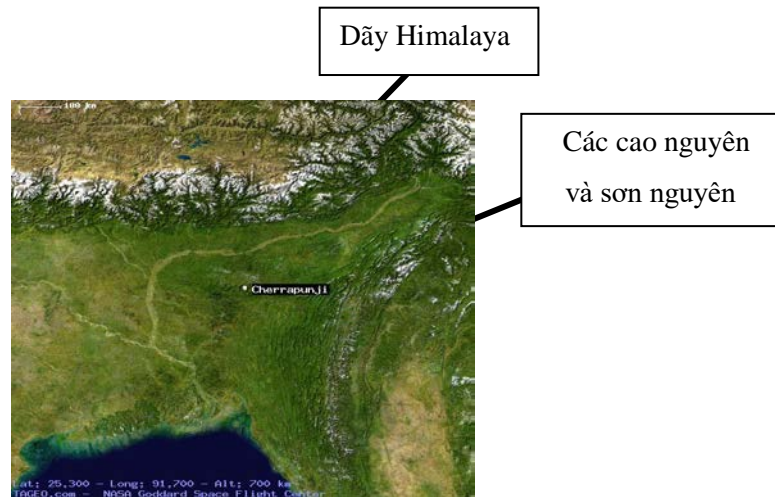 Dãy Himalaya
Các cao nguyên
và sơn nguyên
100 km
Cherrapunji
Lat: 25,300 - Long: 91,700 - Alt: 700 km
TAGEO.com - NASA Goddard Space Flight Center